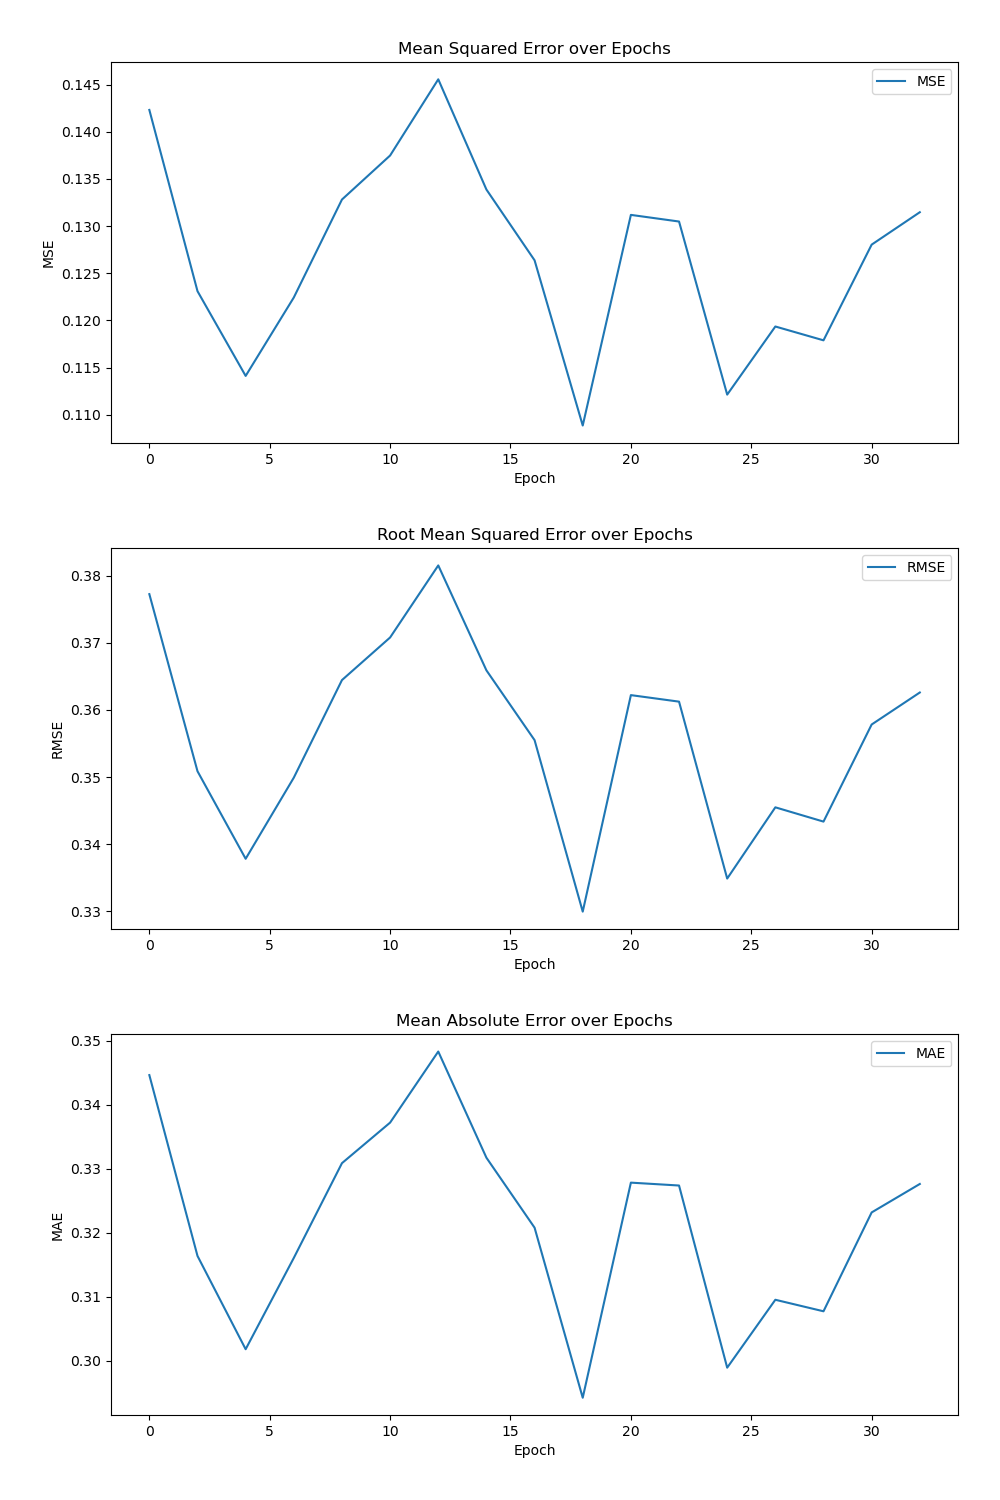 Mean Squared Error over Epochs
MSE
0.145
0.140
0.135
0.130
0.125
0.120
0.115
0.110
MSE
0 5 10 15 20 25 30
Epoch
Root Mean Squared Error over Epochs
RMSE
0.38
0.37
0.36
0.35
0.34
0.33
RMSE
0 5 10 15 20 25 30
Epoch
Mean Absolute Error over Epochs
MAE
0.35
0.34
0.33
0.32
0.31
0.30
MAE
0 5 10 15 20 25 30
Epoch